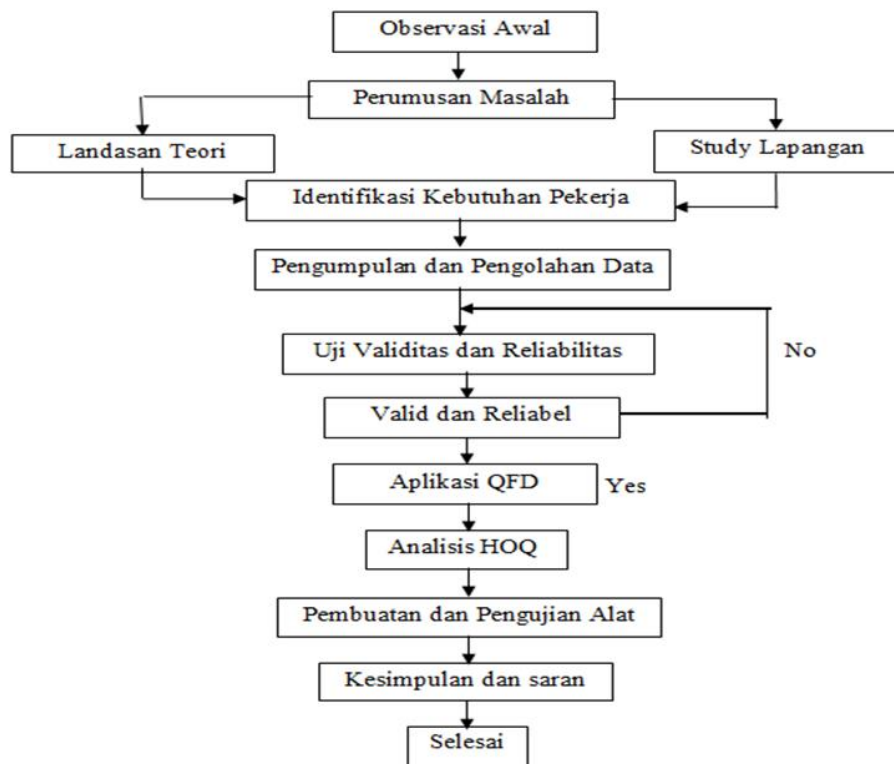 Observasi Awal
Perumusan Masalah
Landasan Teori
Study Lapangan
Identifikasi Kebutuhan Pekerja
Pengumpulan dan Pengolahan Data
Uji Validitas dan Reliabilitas
No
Valid dan Reliabel
Aplikasi QFD
Yes
Analisis HOQ
Pembuatan dan Pengujian Alat
Kesimpulan dan saran
Selesai